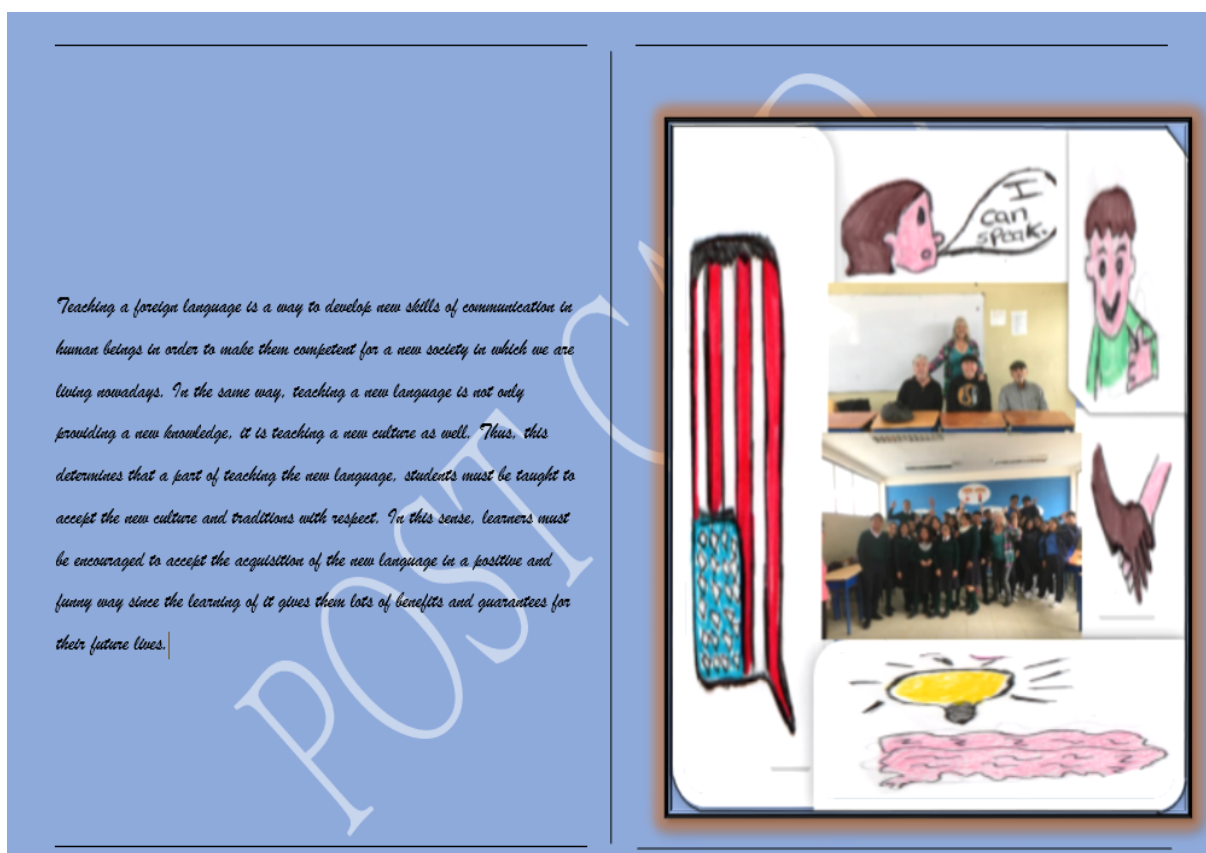 Teaching a foreign language is a way to develop new skills of communication in
human beings in order to make them competent for a new society in which we are
living nowadays. In the same way, teaching a new language is not only
providing a new knowledge, it is teaching a new culture as well. Thus, this
determines that a part of teaching the new language, students must be taught to
accept the new culture and traditions with respect. In this sense, learners must
be encouraged to accept the acquisition of the new language in a positive and
funny way since the learning of it gives them lots of benefits and guarantees for
their future lives.
POST CA
I
can
speak.